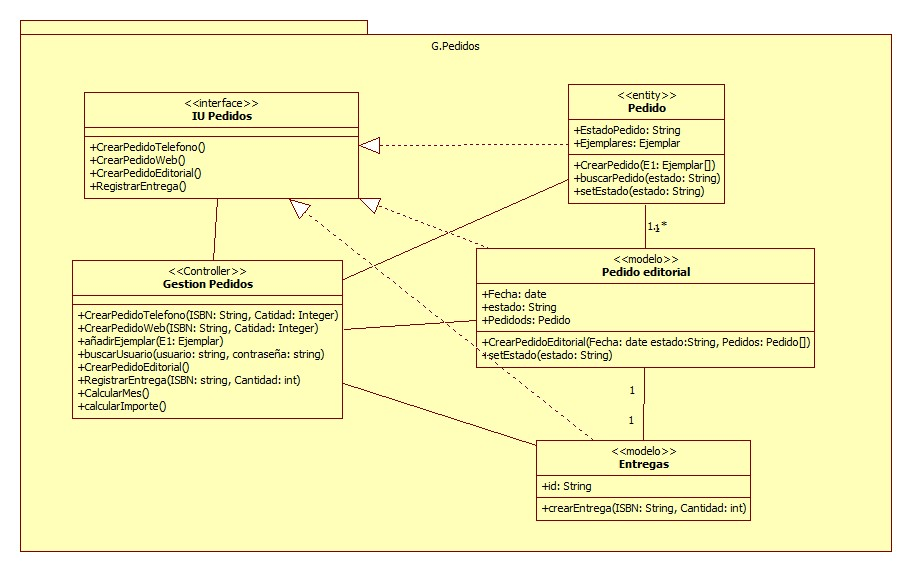 G.Pedidos
<<interface>>
IU Pedidos
+CrearPedidoTelefono()
+CrearPedidoWeb()
+CrearPedidoEditorial()
+RegistrarEntrega()
<<entity>>
Pedido
+EstadoPedido: String
+Ejemplares: Ejemplar
+CrearPedido(E1: Ejemplar[])
+buscarPedido(estado: String)
+setEstado(estado: String)
<<Controller>>
Gestion Pedidos
+CrearPedidoTelefono(ISBN: String, Catidad: Integer)
+CrearPedidoWeb(ISBN: String, Catidad: Integer)
+añadirEjemplar(E1: Ejemplar)
+buscarUsuario(usuario: string, contraseña: string)
+CrearPedidoEditorial()
+RegistrarEntrega(ISBN: string, Cantidad: int)
+CalcularMes()
+calcularImporte()
<<modelo>>
Pedido editorial
+Fecha: date
+estado: String
+Pedidods: Pedido
+CrearPedidoEditorial(Fecha: date estado:String, Pedidos: Pedido[])
+setEstado(estado: String)
1
1
<<modelo>>
Entregas
+id: String
+crearEntrega(ISBN: String, Cantidad: int)